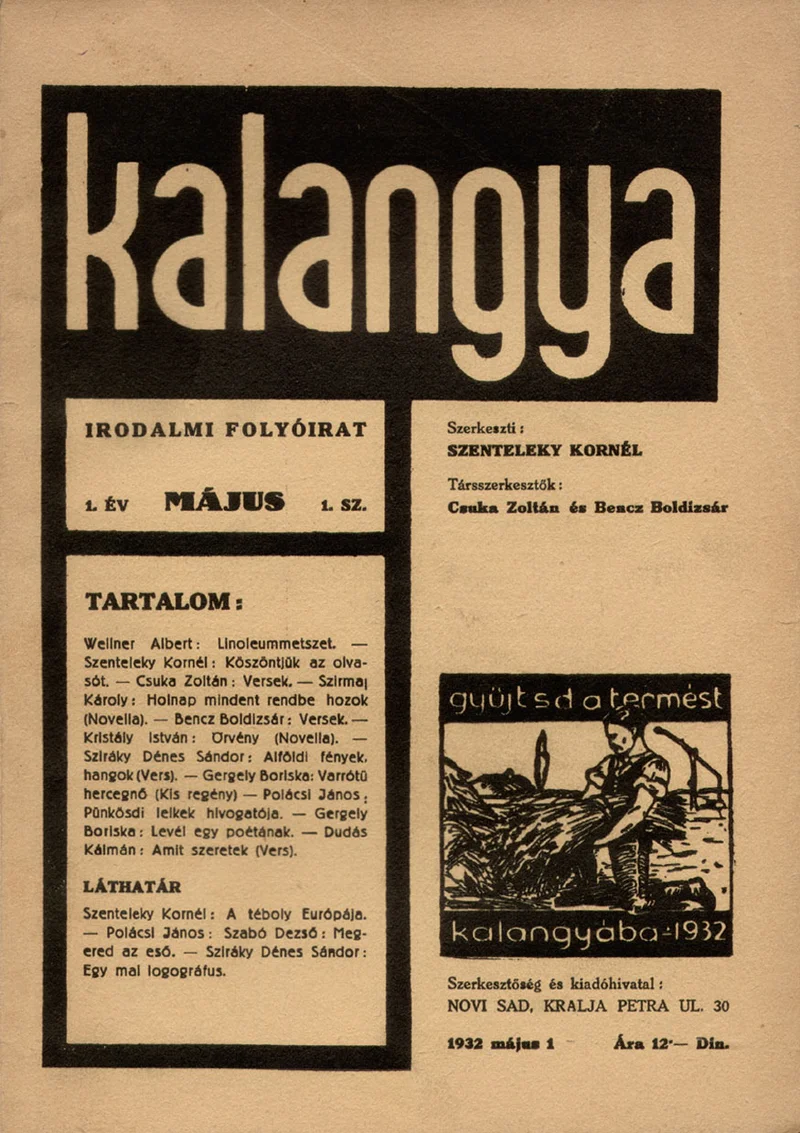 kalangya
IRODALMI FOLYÓIRAT
1. ÉV MÁJUS 1. SZ.
TARTALOM:
Wellner Albert: Linoleummetszet. —
Szenteleky Kornél: Köszöntjük az olva-
sót. — Csuka Zoltán: Versek. — Szirmai
Károly: Holnap mindent rendbe hozok
(Novella). — Bencz Boldizsár: Versek. —
Kristály István: Örvény (Novella). —
Sziráky Dénes Sándor: Alföldi fények,
hangok (Vers). — Gergely Boriska: Varrótű
hercegnő (Kis regény) — Polácsi János:
Pünkösdi lelkek hívogatója. — Gergely
Boriska: Levél egy poétának. — Dudás
Kálmán: Amit szeretek (Vers).
LÁTHATÁR
Szenteleky Kornél: A téboly Európája.
— Polácsi János: Szabó Dezső: Meg-
ered az eső. — Sziráky Dénes Sándor:
Egy mai logográfus.
Szerkeszti:
SZENTELEKY KORNÉL
Társszerkesztők:
Csuka Zoltán és Bencz Boldizsár
gyüjtsd a termést
kalangyába-1932
Szerkesztőség és kiadóhivatal:
NOVI SAD, KRALJA PETRA UL. 30
1932 május 1 Ára 12·— Din.